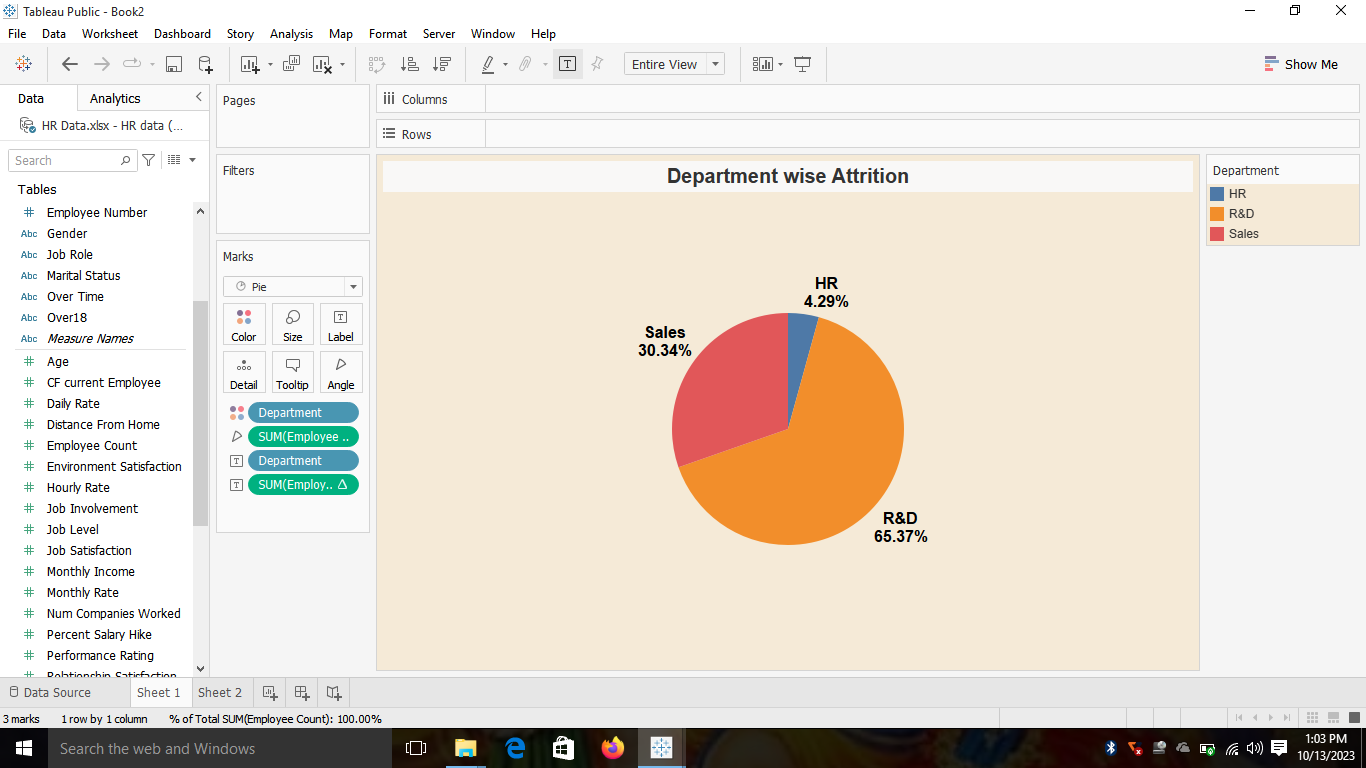 Tableau Public - Book2
File Data Worksheet Dashboard Story Analysis Map Format Server Window Help
Entire View
Show Me
Data Analytics
HR Data.xlsx - HR data (...
Search
Tables
Employee Number
Abc Gender
Abc Job Role
Abc Marital Status
Abc Over Time
Abc Over18
Abc Measure Names
Age
CF current Employee
Daily Rate
Distance From Home
Employee Count
Environment Satisfaction
Hourly Rate
Job Involvement
Job Level
Job Satisfaction
Monthly Income
Monthly Rate
Num Companies Worked
Percent Salary Hike
Performance Rating
Relationship Satisfaction
Pages
Filters
Marks
Pie
Color Size Label
Detail Tooltip Angle
Department
SUM(Employee ..
Department
SUM(Employ.. Δ
Columns
Rows
Department wise Attrition
HR
4.29%
Sales
30.34%
R&D
65.37%
Department
HR
R&D
Sales
Data Source Sheet 1 Sheet 2
3 marks 1 row by 1 column % of Total SUM(Employee Count): 100.00%
Search the web and Windows
1:03 PM
10/13/2023